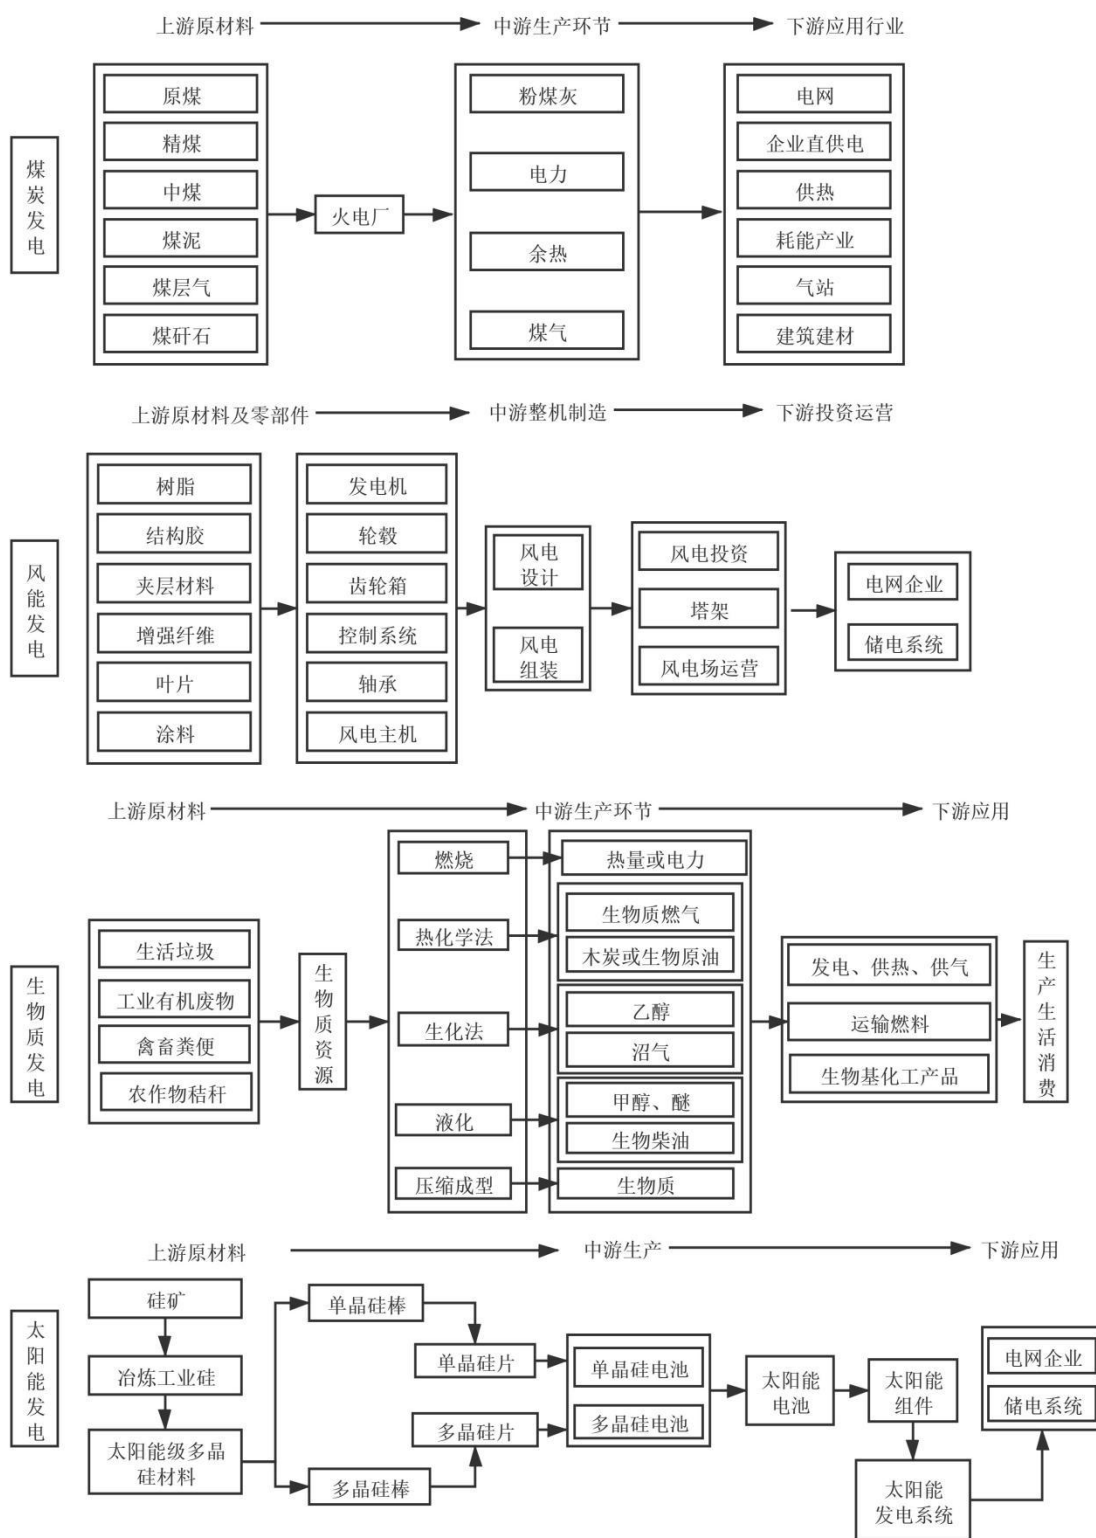 上游原材料
中游生产环节
下游应用行业
煤炭发电
原煤
精煤
中煤
煤泥
煤层气
煤矸石
火电厂
粉煤灰
电力
余热
煤气
电网
企业直供电
供热
耗能产业
气站
建筑建材
上游原材料及零部件
中游整机制造
下游投资运营
风能发电
树脂
结构胶
夹层材料
增强纤维
叶片
涂料
发电机
轮毂
齿轮箱
控制系统
轴承
风电主机
风电
设计
风电
组装
风电投资
塔架
风电场运营
电网企业
储电系统
上游原材料
中游生产环节
下游应用
生物质发电
生活垃圾
工业有机废物
禽畜粪便
农作物秸秆
生物质资源
燃烧
热化学法
生化法
液化
压缩成型
热量或电力
生物质燃气
木炭或生物原油
乙醇
沼气
甲醇、醚
生物柴油
生物质
发电、供热、供气
运输燃料
生物基化工产品
生产生活消费
上游原材料
中游生产
下游应用
太阳能发电
硅矿
冶炼工业硅
太阳能级多晶
硅材料
单晶硅棒
多晶硅棒
单晶硅片
多晶硅片
单晶硅电池
多晶硅电池
太阳能
电池
太阳能
组件
太阳能
发电系统
电网企业
储电系统